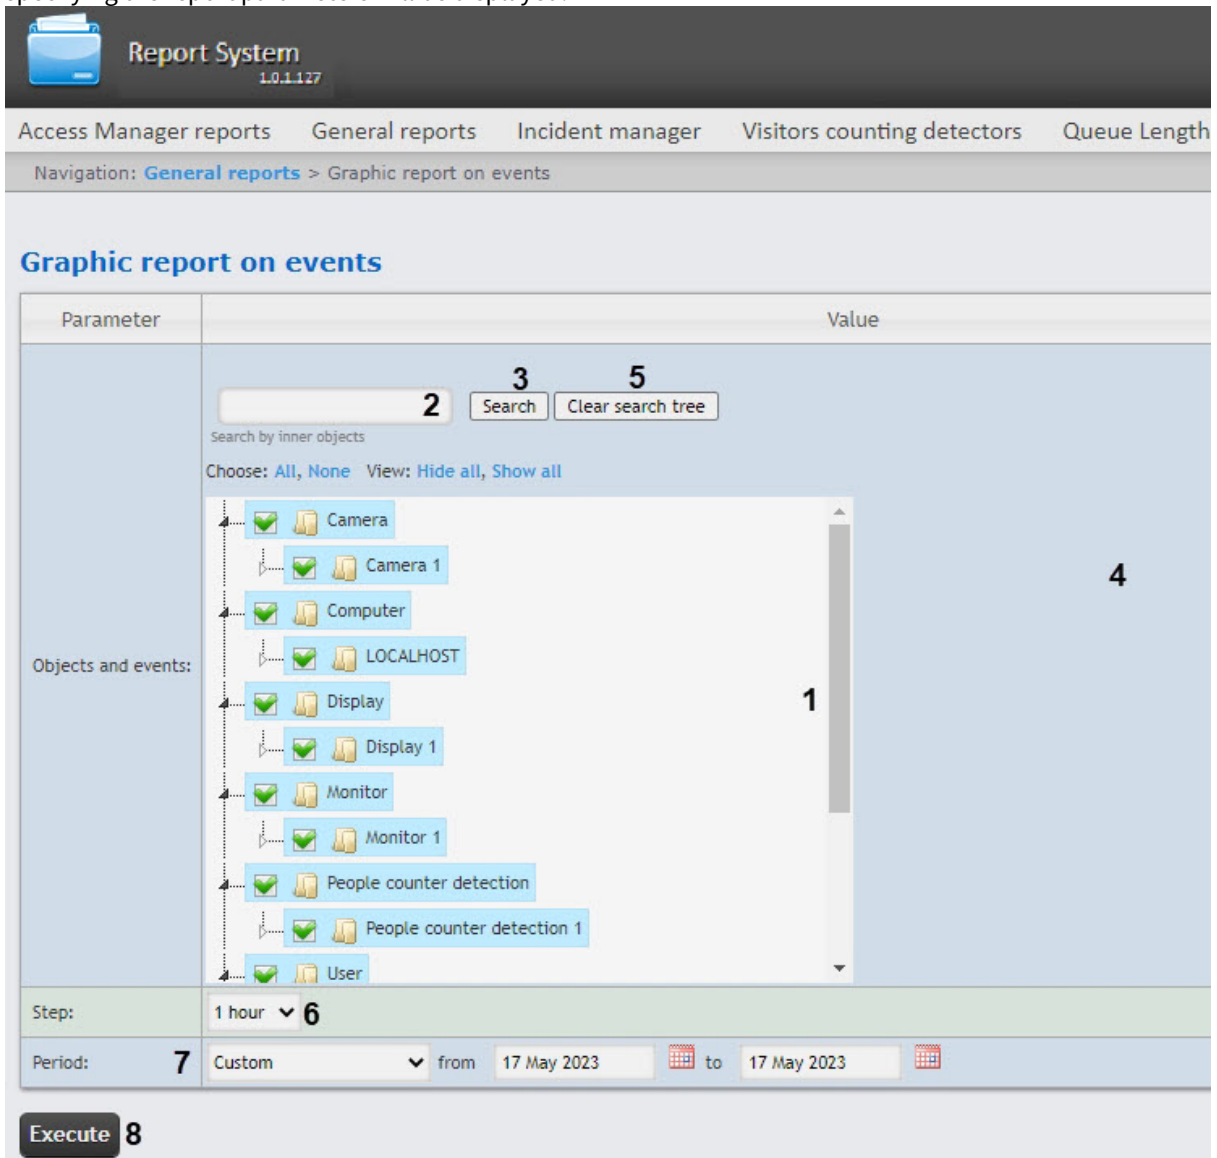 Report System
1.0.1.127
Access Manager reports General reports Incident manager Visitors counting detectors Queue Length
Navigation: General reports > Graphic report on events
Graphic report on events
Parameter Value
3 5
2 Search Clear search tree
Search by inner objects
Choose: All, None View: Hide all, Show all
Camera
Camera 1
4
Computer
Objects and events: LOCALHOST
Display
1
Display 1
Monitor
Monitor 1
People counter detection
People counter detection 1
User
Step: 1 hour 6
Period: 7 Custom from 17 May 2023 to 17 May 2023
Execute 8